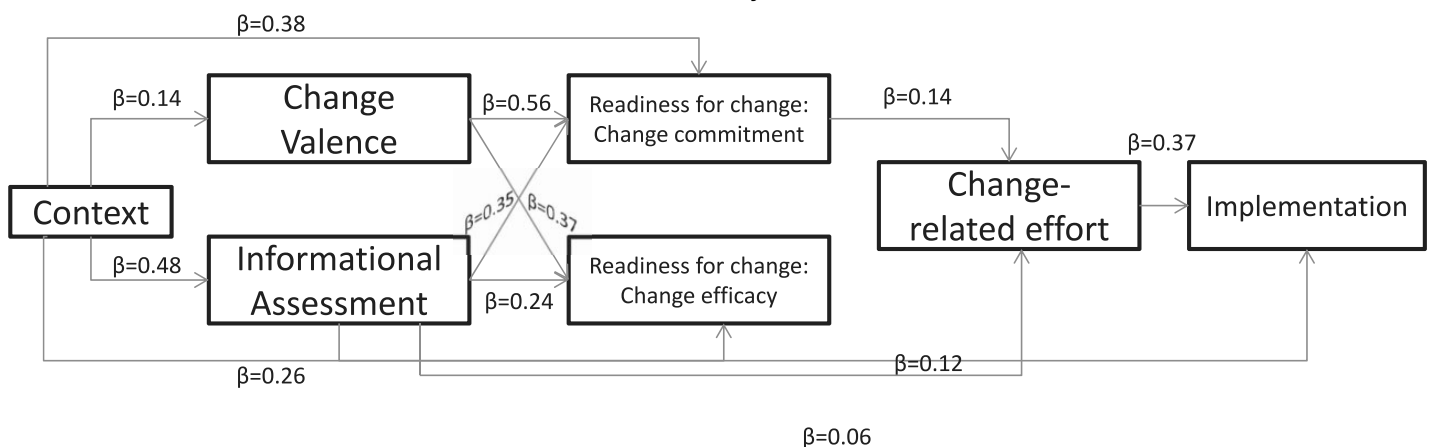 β=0.38
β=0.14
Change
Valence
β=0.56
Readiness for change:
Change commitment
β=0.14
β=0.37
Context
β=0.35
β=0.37
Change-
related effort
Implementation
β=0.48
Informational
Assessment
β=0.24
Readiness for change:
Change efficacy
β=0.26
β=0.12
β=0.06